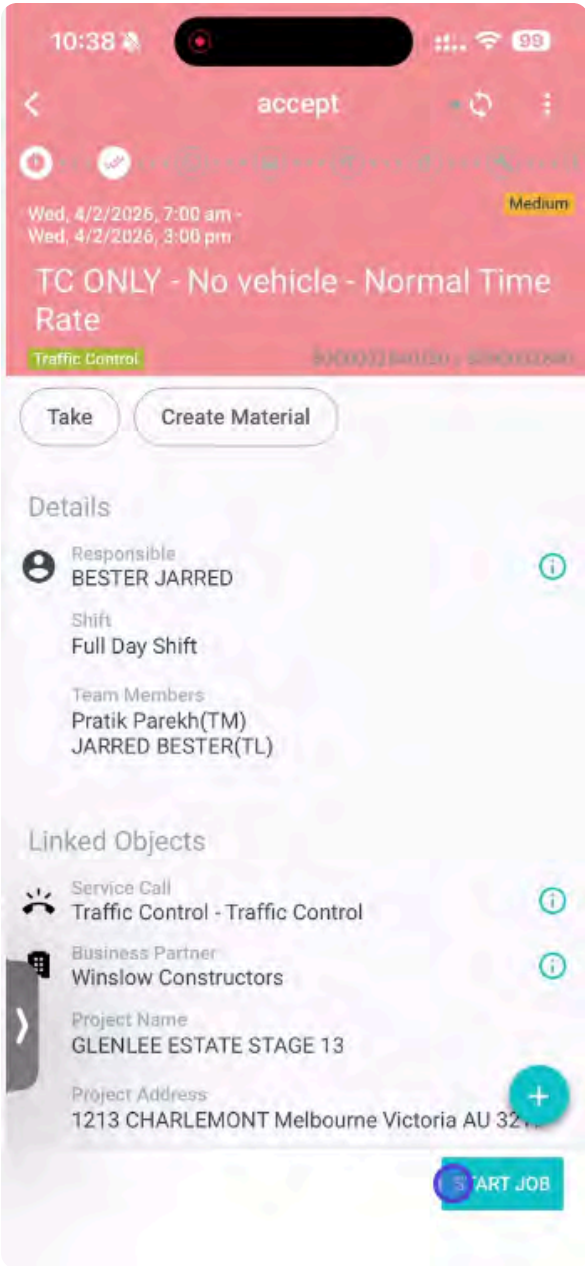 10:38
99
accept
Medium
Wed, 4/2/2026, 7:00 am -
Wed, 4/2/2026, 3:00 pm
TC ONLY - No vehicle - Normal Time
Rate
Traffic Control
Take
Create Material
Details
Responsible
BESTER JARRED
Shift
Full Day Shift
Team Members
Pratik Parekh(TM)
JARRED BESTER(TL)
Linked Objects
Service Call
Traffic Control - Traffic Control
Business Partner
Winslow Constructors
Project Name
GLENLEE ESTATE STAGE 13
Project Address
1213 CHARLEMONT Melbourne Victoria AU
START JOB